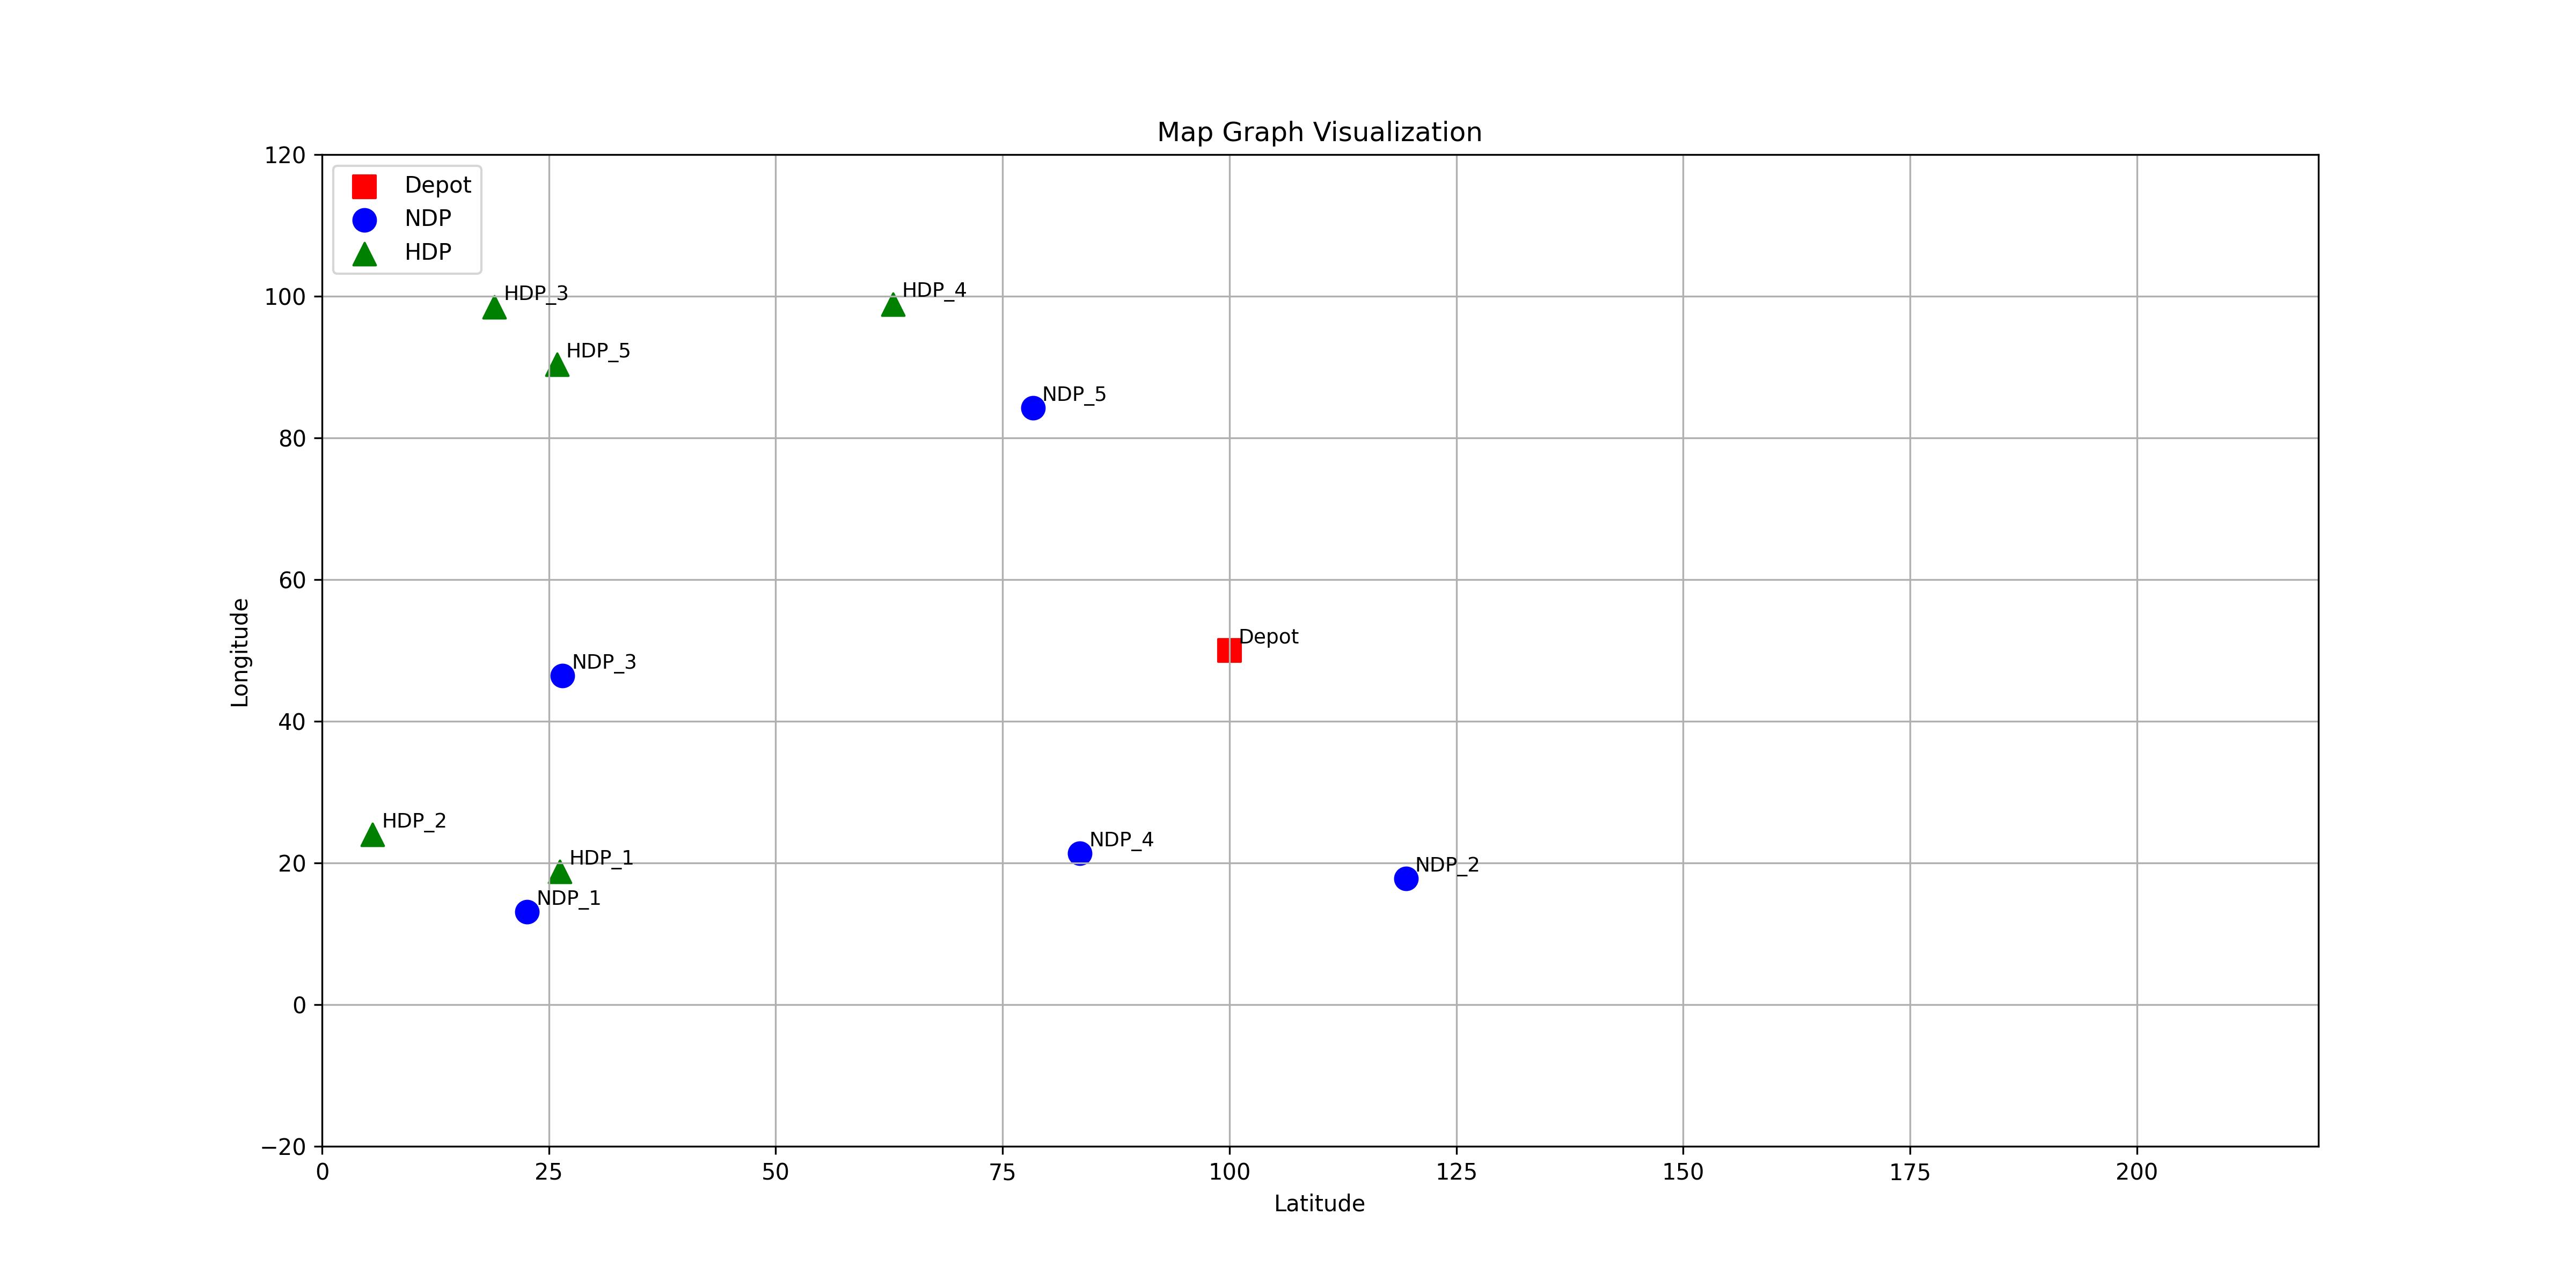 Map Graph Visualization
120
100
80
60
40
20
0
−20
Longitude
Depot
NDP
HDP
HDP_3
HDP_4
HDP_5
NDP_5
Depot
NDP_3
HDP_2
HDP_1
NDP_4
NDP_2
NDP_1
0
25
50
75
100
125
150
175
200
Latitude